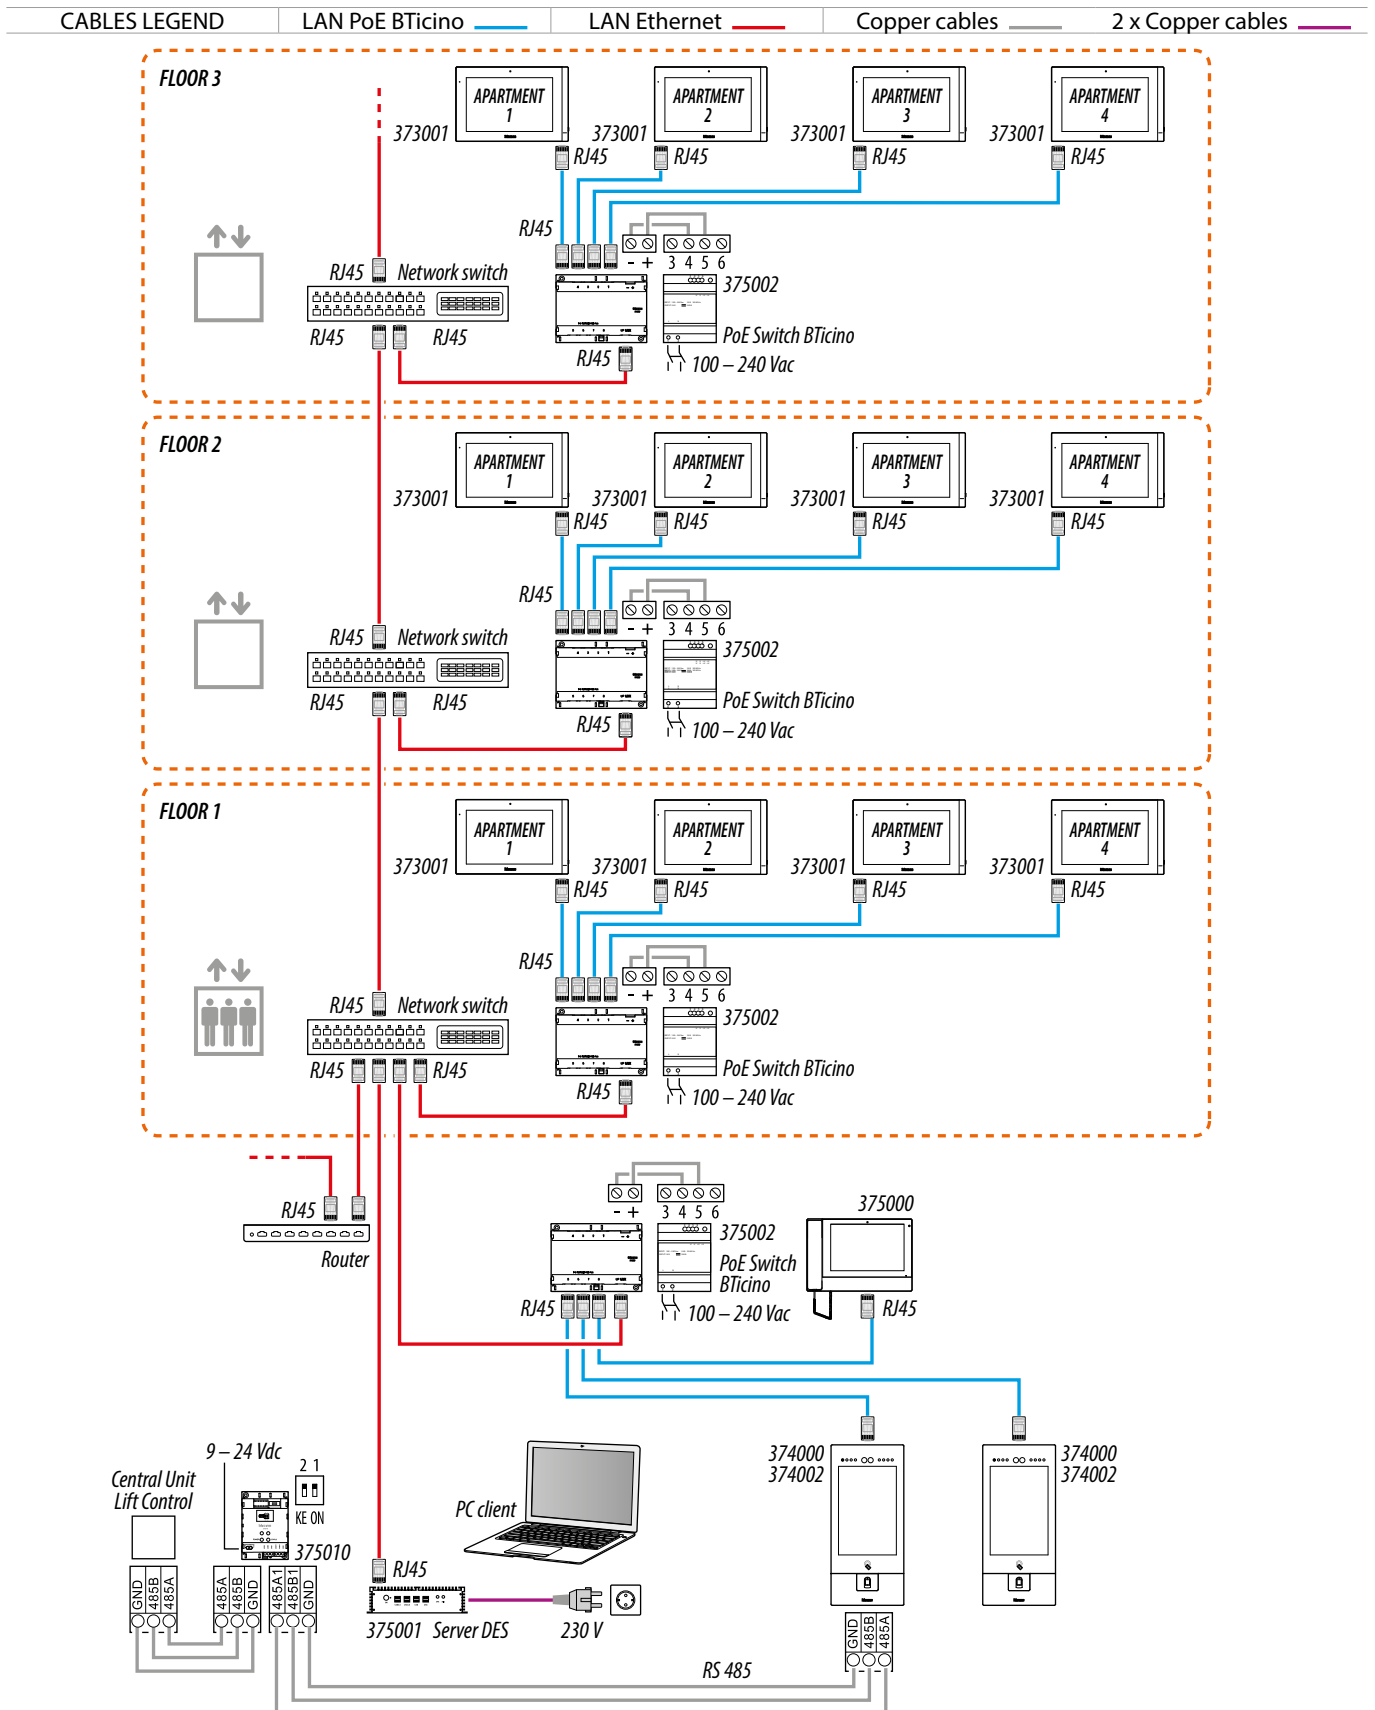 CABLES LEGEND
LAN PoE BTicino
LAN Ethernet
Copper cables
2 x Copper cables
FLOOR 3
APARTMENT
1
APARTMENT
2
APARTMENT
3
APARTMENT
4
373001
373001
373001
373001
RJ45
RJ45
RJ45
RJ45
RJ45
- +
3 4 5 6
RJ45
Network switch
375002
RJ45
RJ45
PoE Switch BTicino
RJ45
100 – 240 Vac
FLOOR 2
APARTMENT
1
APARTMENT
2
APARTMENT
3
APARTMENT
4
373001
373001
373001
373001
RJ45
RJ45
RJ45
RJ45
RJ45
- +
3 4 5 6
RJ45
Network switch
375002
RJ45
RJ45
PoE Switch BTicino
RJ45
100 – 240 Vac
FLOOR 1
APARTMENT
1
APARTMENT
2
APARTMENT
3
APARTMENT
4
373001
373001
373001
373001
RJ45
RJ45
RJ45
RJ45
RJ45
- +
3 4 5 6
RJ45
Network switch
375002
RJ45
RJ45
PoE Switch BTicino
RJ45
100 – 240 Vac
RJ45
Router
- +
3 4 5 6
375002
PoE Switch
BTicino
RJ45
100 – 240 Vac
375000
RJ45
374000
374002
374000
374002
9 – 24 Vdc
2 1
KE ON
Central Unit
Lift Control
375010
PC client
RJ45
375001
Server DES
230 V
GND
485B
485A
485A
485B
GND
485A1
485B1
GND
GND
485B
485A
RS 485